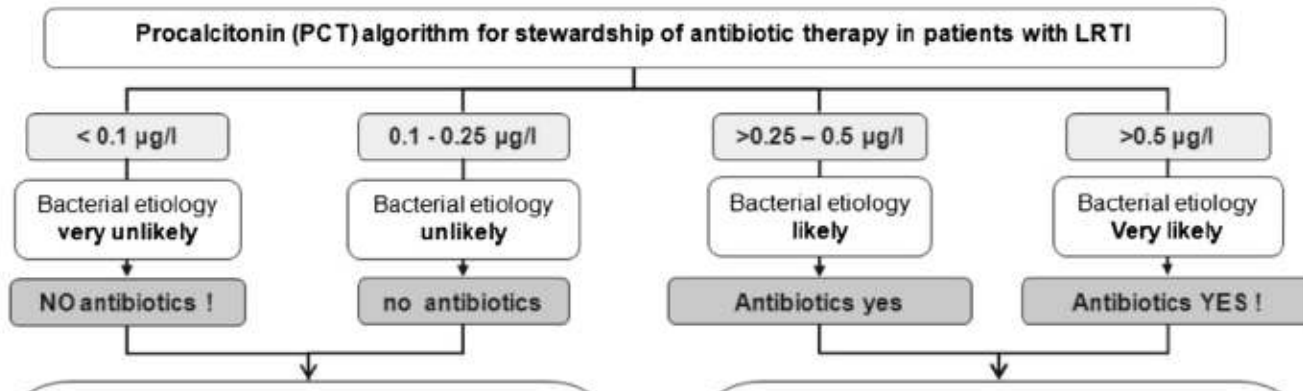 Procalcitonin (PCT) algorithm for stewardship of antibiotic therapy in patients with LRTI
< 0.1 µg/l
0.1 - 0.25 µg/l
>0.25 – 0.5 µg/l
>0.5 µg/l
Bacterial etiology
very unlikely
Bacterial etiology
unlikely
Bacterial etiology
likely
Bacterial etiology
Very likely
NO antibiotics !
no antibiotics
Antibiotics yes
Antibiotics YES !